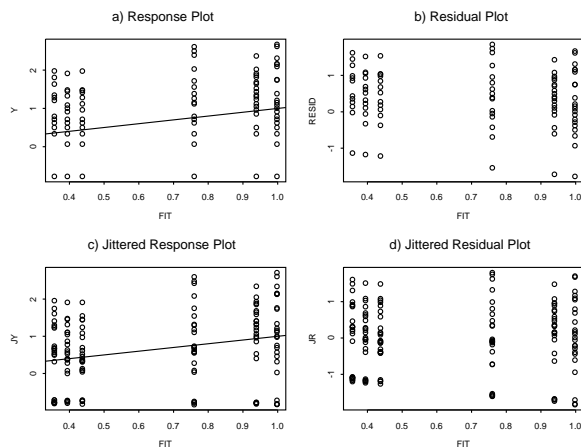 a) Response Plot
Y
0 1 2
0.4 0.5 0.6 0.7 0.8 0.9 1.0
FIT
b) Residual Plot
RESID
-1 0 1
0.4 0.5 0.6 0.7 0.8 0.9 1.0
FIT
c) Jittered Response Plot
JY
0 1 2
0.4 0.5 0.6 0.7 0.8 0.9 1.0
FIT
d) Jittered Residual Plot
JR
-1 0 1
0.4 0.5 0.6 0.7 0.8 0.9 1.0
FIT